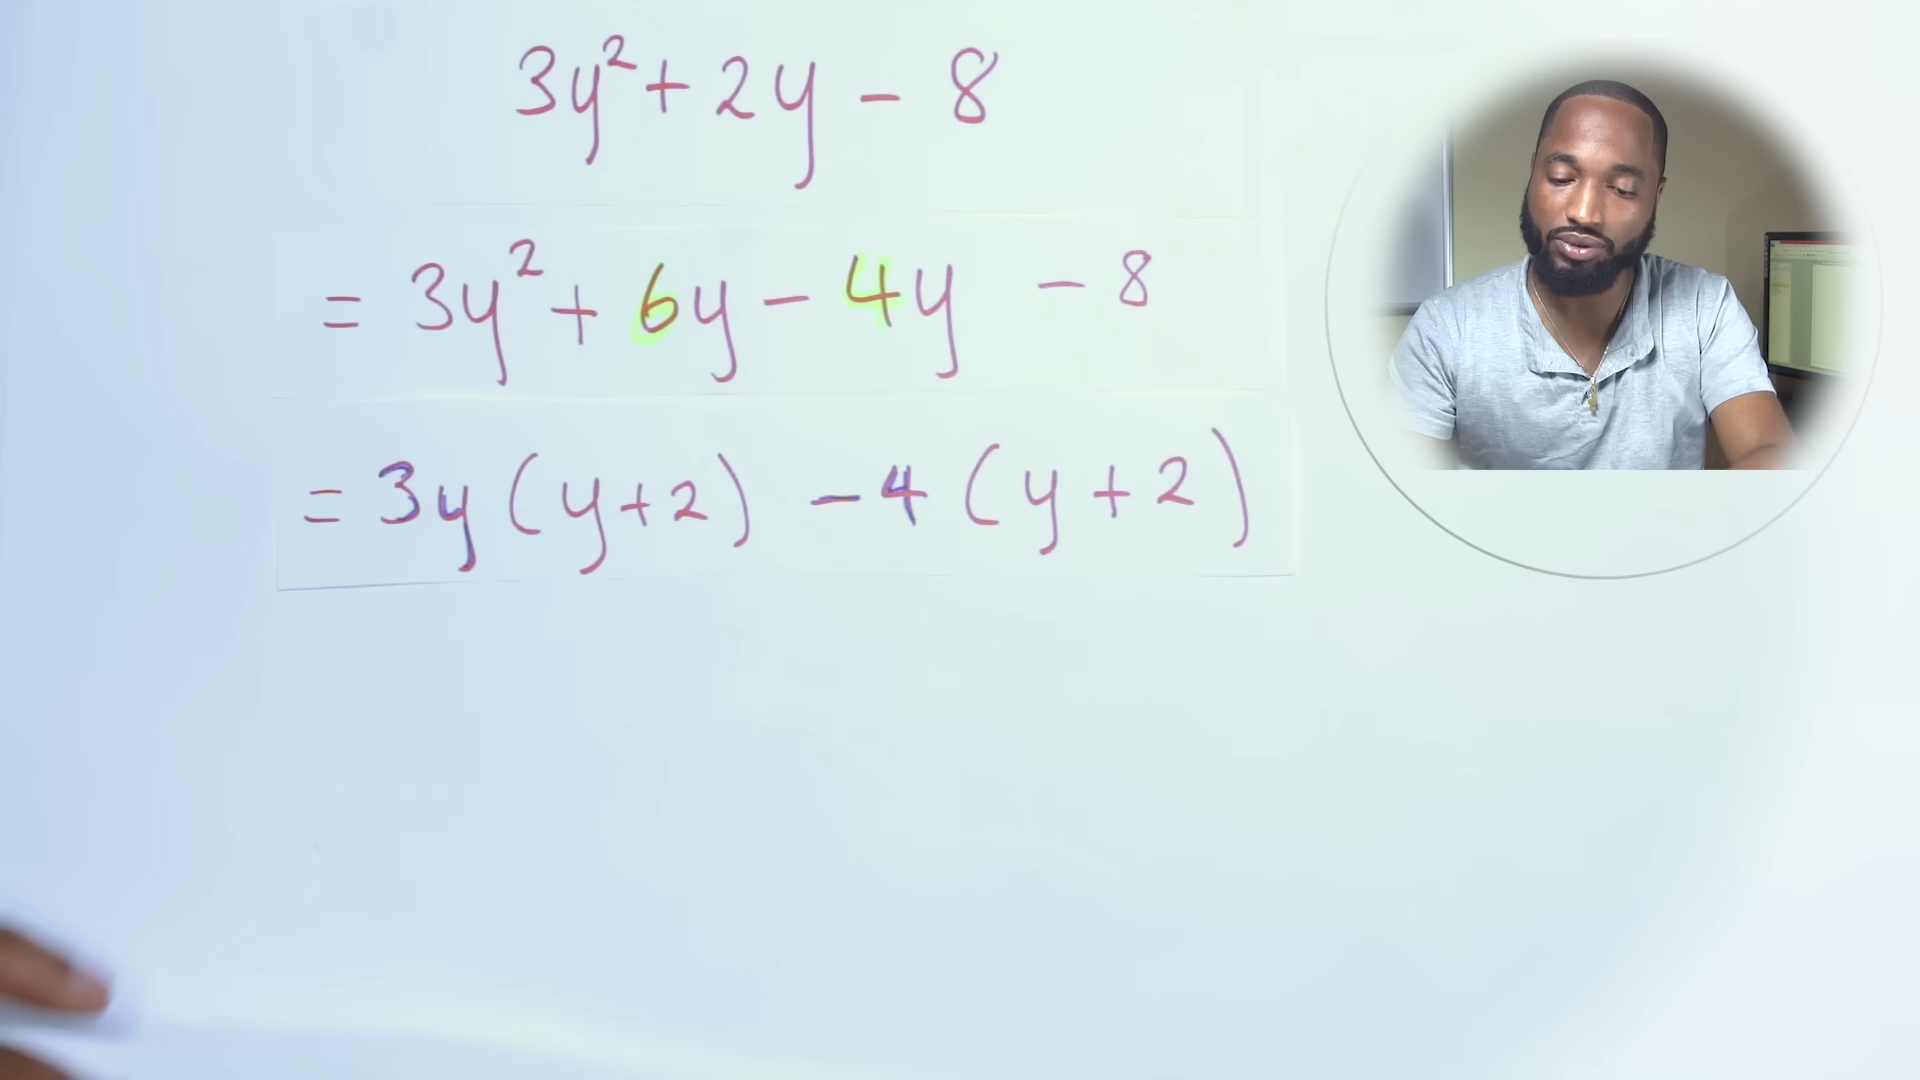 3y² + 2y - 8
= 3y² + 6y - 4y - 8
= 3y (y+2) - 4 (y + 2)